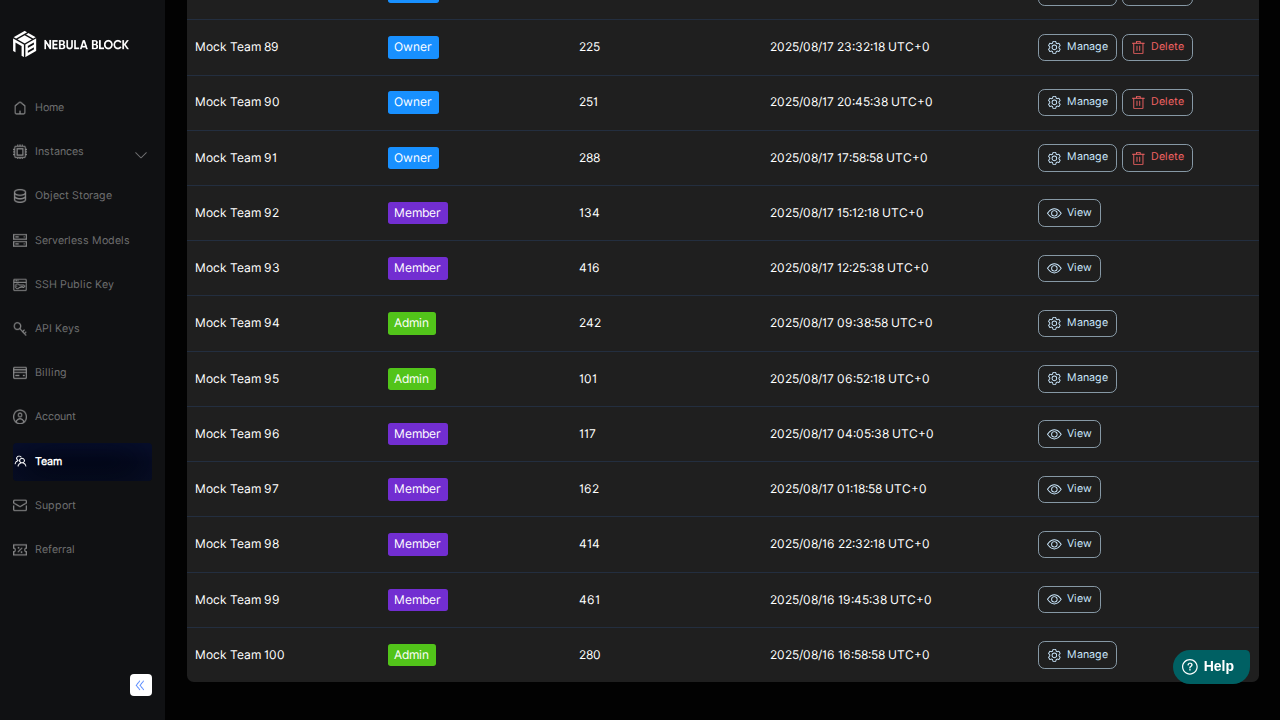 NEBULA BLOCK
Home
Instances
Object Storage
Serverless Models
SSH Public Key
API Keys
Billing
Account
Team
Support
Referral
Mock Team 89 Owner 225 2025/08/17 23:32:18 UTC+0 Manage Delete
Mock Team 90 Owner 251 2025/08/17 20:45:38 UTC+0 Manage Delete
Mock Team 91 Owner 288 2025/08/17 17:58:58 UTC+0 Manage Delete
Mock Team 92 Member 134 2025/08/17 15:12:18 UTC+0 View
Mock Team 93 Member 416 2025/08/17 12:25:38 UTC+0 View
Mock Team 94 Admin 242 2025/08/17 09:38:58 UTC+0 Manage
Mock Team 95 Admin 101 2025/08/17 06:52:18 UTC+0 Manage
Mock Team 96 Member 117 2025/08/17 04:05:38 UTC+0 View
Mock Team 97 Member 162 2025/08/17 01:18:58 UTC+0 View
Mock Team 98 Member 414 2025/08/16 22:32:18 UTC+0 View
Mock Team 99 Member 461 2025/08/16 19:45:38 UTC+0 View
Mock Team 100 Admin 280 2025/08/16 16:58:58 UTC+0 Manage
Help